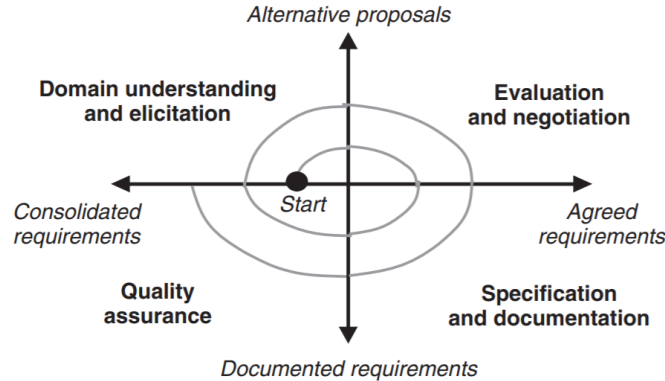 Alternative proposals
Domain understanding
and elicitation
Evaluation
and negotiation
Start
Consolidated
requirements
Agreed
requirements
Quality
assurance
Specification
and documentation
Documented requirements